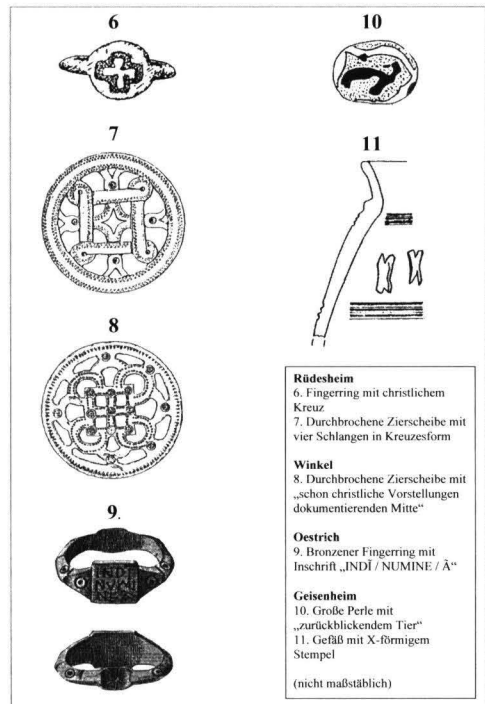 6
10
7
11
8
9.
Rüdesheim
6. Fingerring mit christlichem
Kreuz
7. Durchbrochene Zierscheibe mit
vier Schlangen in Kreuzesform
Winkel
8. Durchbrochene Zierscheibe mit
„schon christliche Vorstellungen
dokumentierenden Mitte“
Oestrich
9. Bronzener Fingerring mit
Inschrift „INDĪ / NUMINE / Ā“
Geisenheim
10. Große Perle mit
„zurückblickendem Tier“
11. Gefäß mit X-förmigem
Stempel
(nicht maßstäblich)